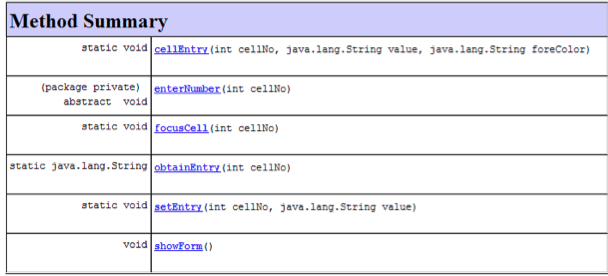 Method Summary
static void cellEntry(int cellNo, java.lang.String value, java.lang.String foreColor)
(package private) enterNumber(int cellNo)
abstract void
static void focusCell(int cellNo)
static java.lang.String obtainEntry(int cellNo)
static void setEntry(int cellNo, java.lang.String value)
void showForm()